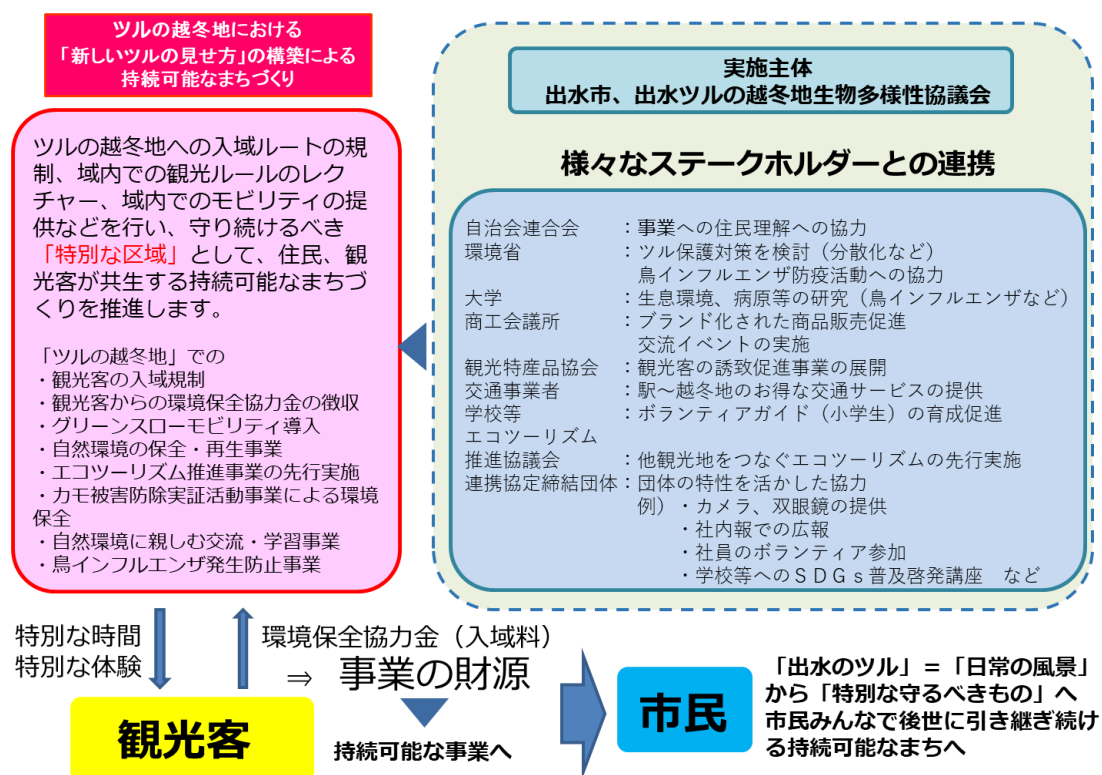 ツルの越冬地における
「新しいツルの見せ方」の構築による
持続可能なまちづくり
ツルの越冬地への入域ルートの規
制、域内での観光ルールのレク
チャー、域内でのモビリティの提
供などを行い、守り続けるべき
「特別な区域」として、住民、観
光客が共生する持続可能なまちづ
くりを推進します。
「ツルの越冬地」での
・観光客の入域規制
・観光客からの環境保全協力金の徴収
・グリーンスローモビリティ導入
・自然環境の保全・再生事業
・エコツーリズム推進事業の先行実施
・カモ被害防除実証活動事業による環境
保全
・自然環境に親しむ交流・学習事業
・鳥インフルエンザ発生防止事業
実施主体
出水市、出水ツルの越冬地生物多様性協議会
様々なステークホルダーとの連携
自治会連合会 ：事業への住民理解への協力
環境省 ：ツル保護対策を検討（分散化など）
鳥インフルエンザ防疫活動への協力
大学 ：生息環境、病原等の研究（鳥インフルエンザなど）
商工会議所 ：ブランド化された商品販売促進
交流イベントの実施
観光特産品協会 ：観光客の誘致促進事業の展開
交通事業者 ：駅～越冬地のお得な交通サービスの提供
学校等 ：ボランティアガイド（小学生）の育成促進
エコツーリズム
推進協議会 ：他観光地をつなぐエコツーリズムの先行実施
連携協定締結団体：団体の特性を活かした協力
例）・カメラ、双眼鏡の提供
・社内報での広報
・社員のボランティア参加
・学校等へのＳＤＧｓ普及啓発講座　など
特別な時間
特別な体験
環境保全協力金（入域料）
⇒ 事業の財源
持続可能な事業へ
観光客
市民
「出水のツル」＝「日常の風景」
から「特別な守るべきもの」へ
市民みんなで後世に引き継ぎ続け
る持続可能なまちへ